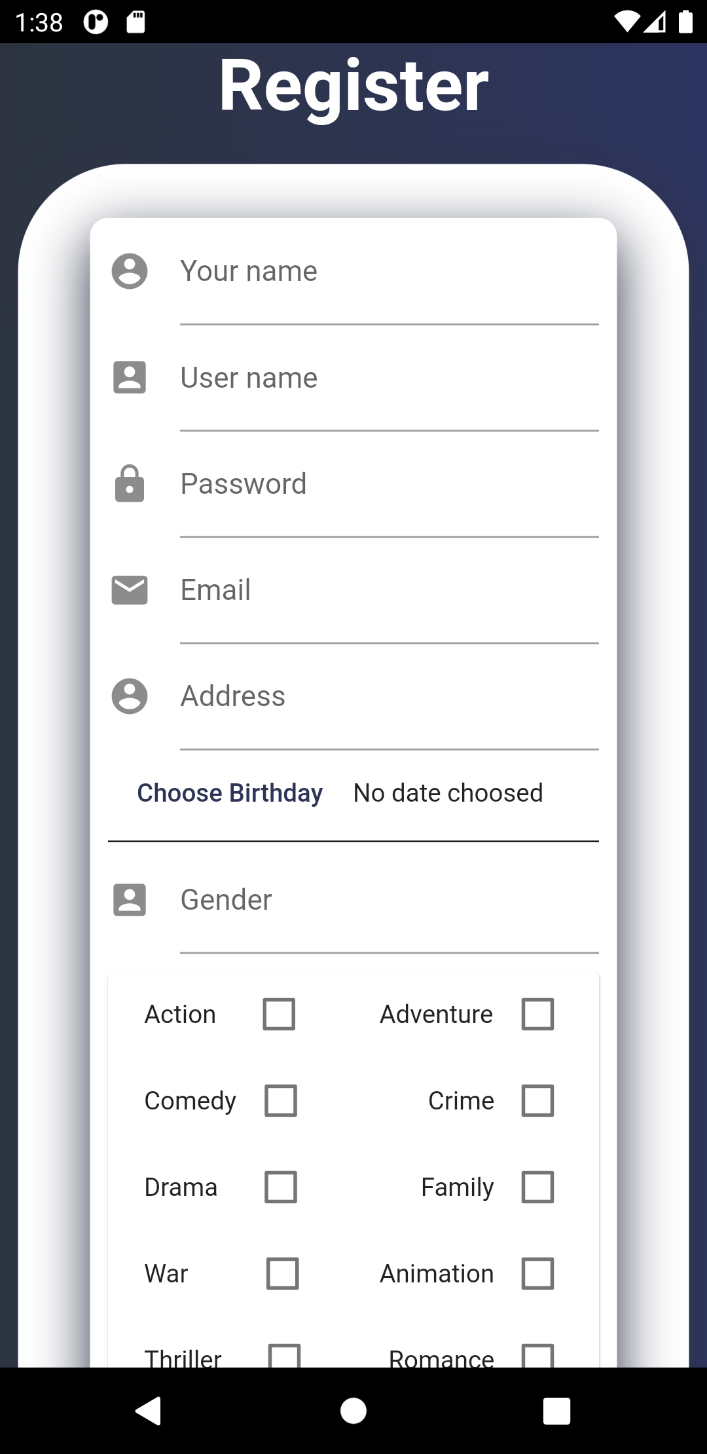 1:38
Register
Your name
User name
Password
Email
Address
Choose Birthday No date choosed
Gender
Action Adventure
Comedy Crime
Drama Family
War Animation
Thriller Romance